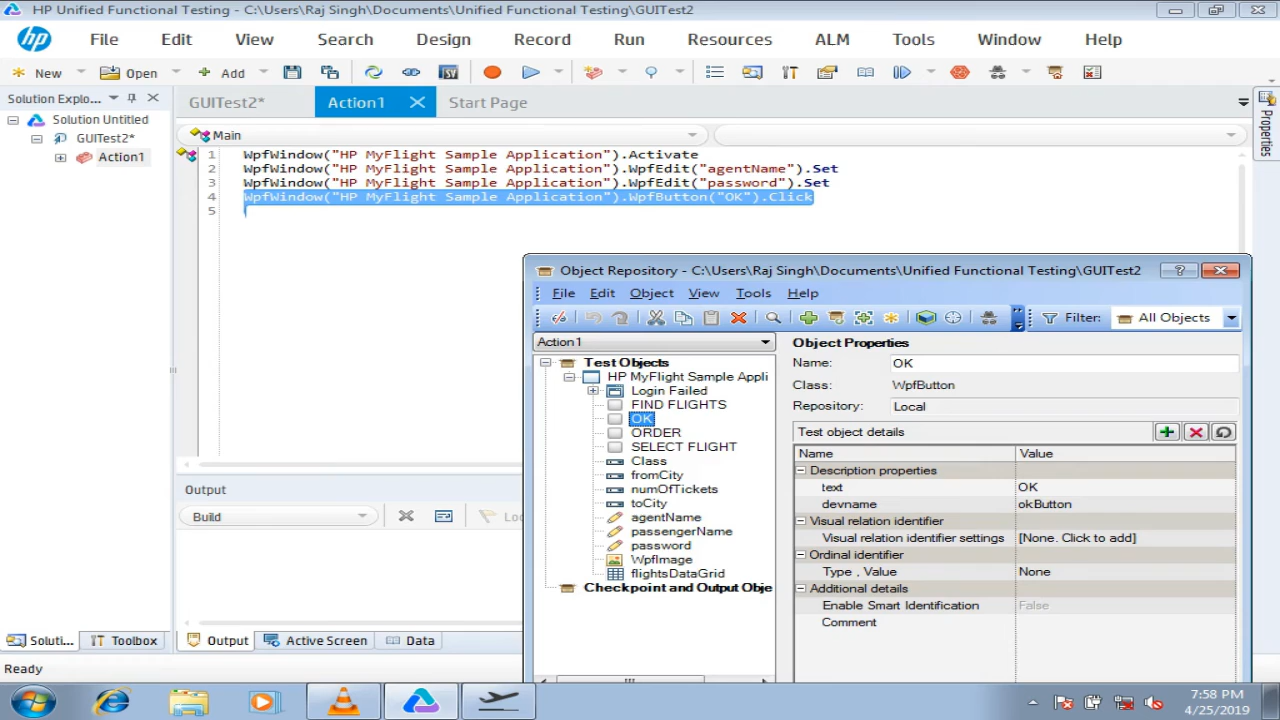 HP Unified Functional Testing - C:\Users\Raj Singh\Documents\Unified Functional Testing\GUITest2
hp File Edit View Search Design Record Run Resources ALM Tools Window Help
New Open Add SV
Solution Explo...
GUITest2* Action1 Start Page
Properties
Solution Untitled
GUITest2*
Action1
Main
1 WpfWindow("HP MyFlight Sample Application").Activate
2 WpfWindow("HP MyFlight Sample Application").WpfEdit("agentName").Set
3 WpfWindow("HP MyFlight Sample Application").WpfEdit("password").Set
4 WpfWindow("HP MyFlight Sample Application").WpfButton("OK").Click
5
Object Repository - C:\Users\Raj Singh\Documents\Unified Functional Testing\GUITest2
File Edit Object View Tools Help
Filter: All Objects
Action1
Test Objects
HP MyFlight Sample Appli
Login Failed
FIND FLIGHTS
OK
ORDER
SELECT FLIGHT
Class
fromCity
numOfTickets
toCity
agentName
passengerName
password
WpfImage
flightsDataGrid
Checkpoint and Output Obje
Object Properties
Name: OK
Class: WpfButton
Repository: Local
Test object details
Name Value
Description properties
text OK
devname okButton
Visual relation identifier
Visual relation identifier settings [None. Click to add]
Ordinal identifier
Type , Value None
Additional details
Enable Smart Identification False
Comment
Output
Build
Loc
Soluti... Toolbox
Output Active Screen Data
Ready
7:58 PM
4/25/2019